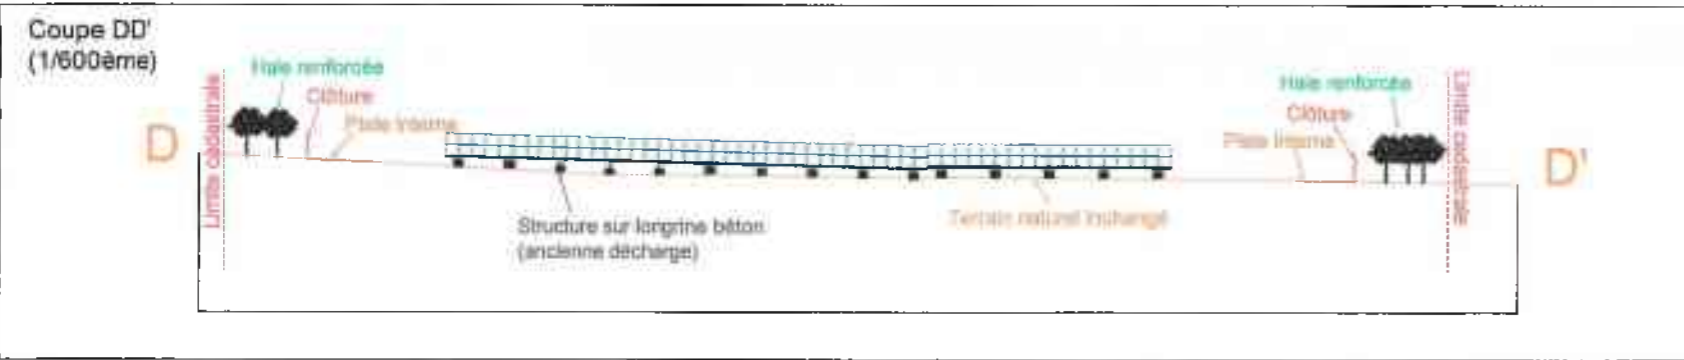 Coupe DD'
(1/600ème)
Haie renforcée
Clôture
Piste interne
Limite cadastrale
D
Structure sur longrine béton
(ancienne décharge)
Terrain naturel inchangé
Haie renforcée
Clôture
Piste interne
Limite cadastrale
D'